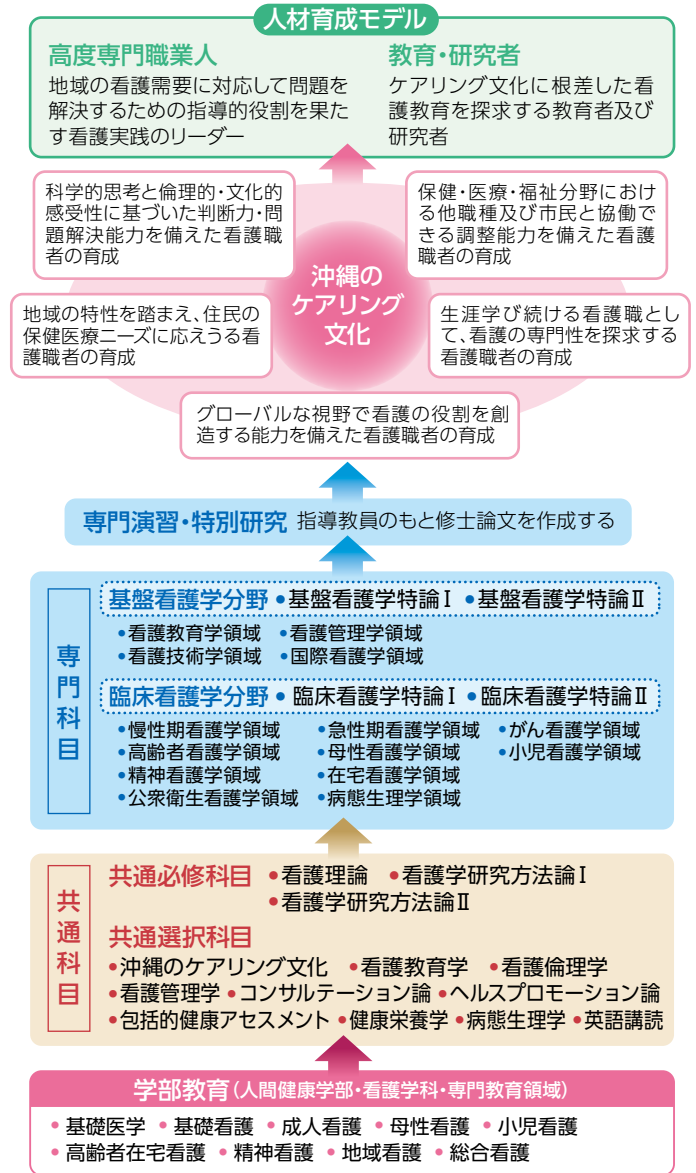 人材育成モデル
高度専門職業人
地域の看護需要に対応して問題を
解決するための指導的役割を果た
す看護実践のリーダー
教育・研究者
ケアリング文化に根差した看
護教育を探求する教育者及び
研究者
科学的思考と倫理的・文化的
感受性に基づいた判断力・問
題解決能力を備えた看護職
者の育成
保健・医療・福祉分野におけ
る他職種及び市民と協働で
きる調整能力を備えた看護
職者の育成
沖縄の
ケアリング
文化
地域の特性を踏まえ、住民の
保健医療ニーズに応えうる看
護職者の育成
生涯学び続ける看護職とし
て、看護の専門性を探求する
看護職者の育成
グローバルな視野で看護の役割を創
造する能力を備えた看護職者の育成
専門演習・特別研究 指導教員のもと修士論文を作成する
専門科目
基盤看護学分野 •基盤看護学特論Ⅰ •基盤看護学特論Ⅱ
•看護教育学領域 •看護管理学領域
•看護技術学領域 •国際看護学領域
臨床看護学分野 •臨床看護学特論Ⅰ •臨床看護学特論Ⅱ
•慢性期看護学領域 •急性期看護学領域 •がん看護学領域
•高齢者看護学領域 •母性看護学領域 •小児看護学領域
•精神看護学領域 •在宅看護学領域
•公衆衛生看護学領域 •病態生理学領域
共通科目
共通必修科目 •看護理論 •看護学研究方法論Ⅰ
•看護学研究方法論Ⅱ
共通選択科目
•沖縄のケアリング文化 •看護教育学 •看護倫理学
•看護管理学 •コンサルテーション論 •ヘルスプロモーション論
•包括的健康アセスメント •健康栄養学 •病態生理学 •英語講読
学部教育(人間健康学部・看護学科・専門教育領域)
• 基礎医学 • 基礎看護 • 成人看護 • 母性看護 • 小児看護
• 高齢者在宅看護 • 精神看護 • 地域看護 • 総合看護